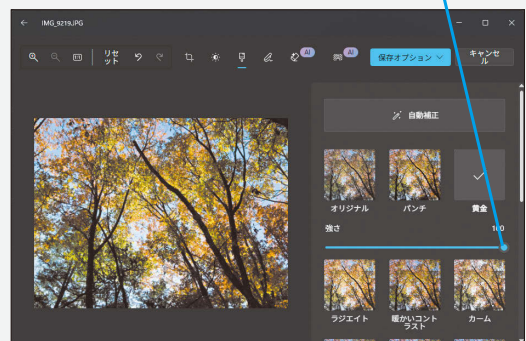 IMG_9219.JPG
リセ
ット
AI
AI
保存オプション
キャンセ
ル
自動補正
オリジナル
パンチ
黄金
強さ
100
ラジエイト
暖かいコント
ラスト
カーム